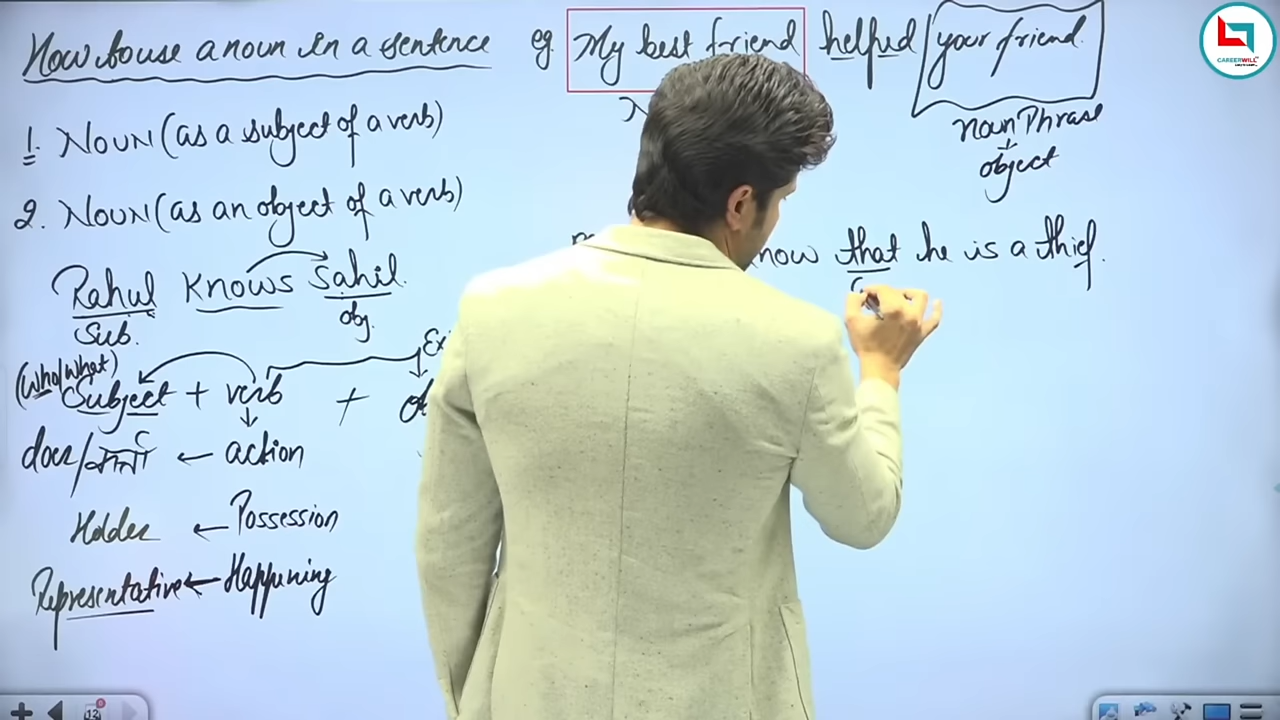 How to use a noun in a sentence eg. My best friend helped your friend.
noun Phrase
object
1. NOUN (as a subject of a verb)
2. NOUN (as an object of a verb)
know that he is a thief.
Rahul Knows Sahil.
Sub. obj.
(Who/what)
Subject + verb +
doer/कर्ता ← action
Holder ← Possession
Representative ← Happening
CAREERWILL
12